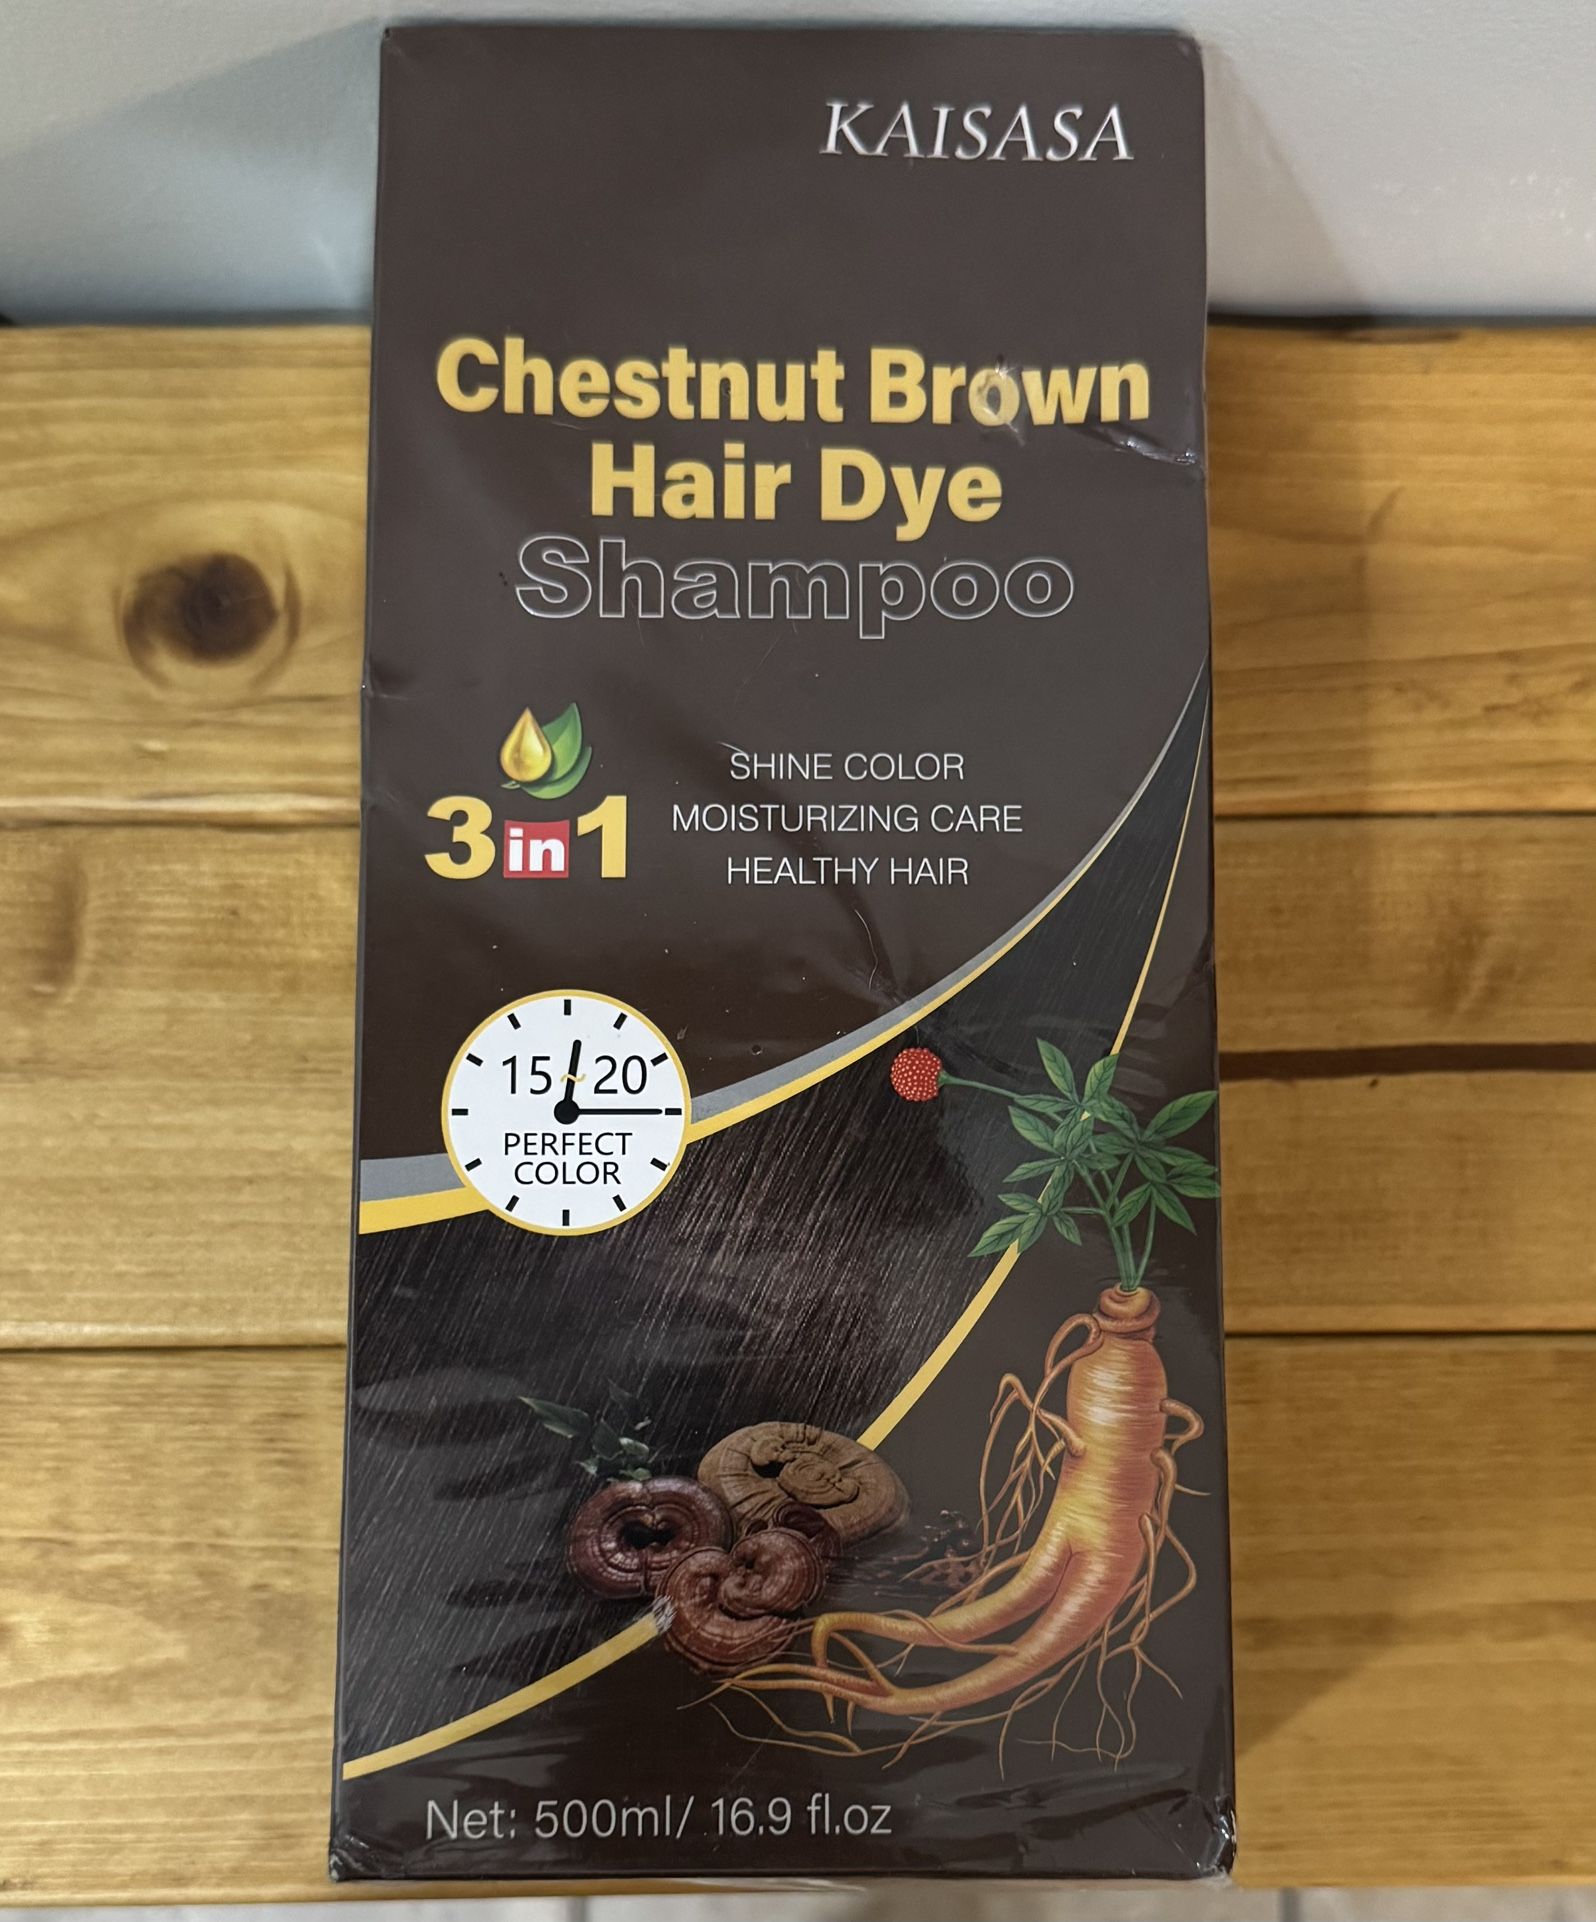 KAISASA
Chestnut Brown
Hair Dye
Shampoo
3in1
SHINE COLOR
MOISTURIZING CARE
HEALTHY HAIR
15~20
PERFECT
COLOR
Net: 500ml/ 16.9 fl.oz